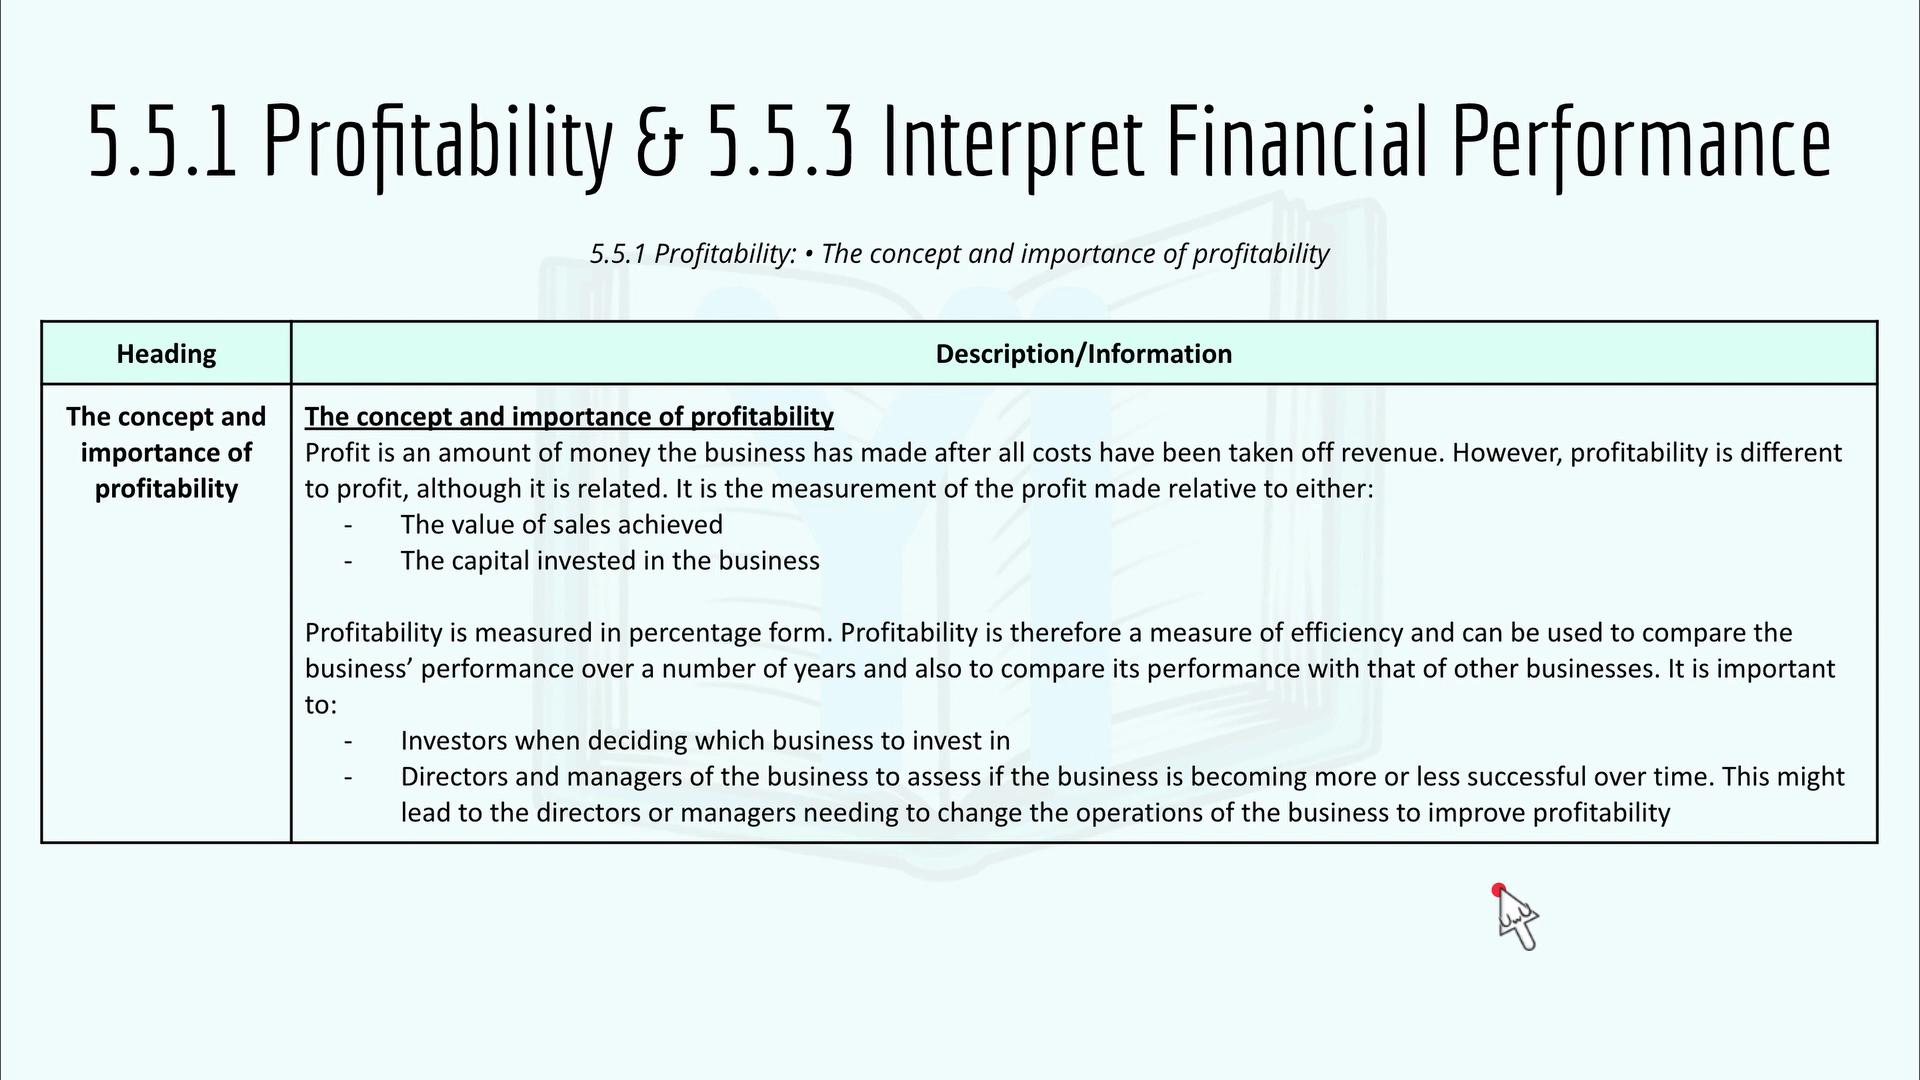 5.5.1 Profitability & 5.5.3 Interpret Financial Performance
5.5.1 Profitability: • The concept and importance of profitability
Heading
Description/Information
The concept and
importance of
profitability
The concept and importance of profitability
Profit is an amount of money the business has made after all costs have been taken off revenue. However, profitability is different
to profit, although it is related. It is the measurement of the profit made relative to either:
- The value of sales achieved
- The capital invested in the business
Profitability is measured in percentage form. Profitability is therefore a measure of efficiency and can be used to compare the
business’ performance over a number of years and also to compare its performance with that of other businesses. It is important
to:
- Investors when deciding which business to invest in
- Directors and managers of the business to assess if the business is becoming more or less successful over time. This might
lead to the directors or managers needing to change the operations of the business to improve profitability